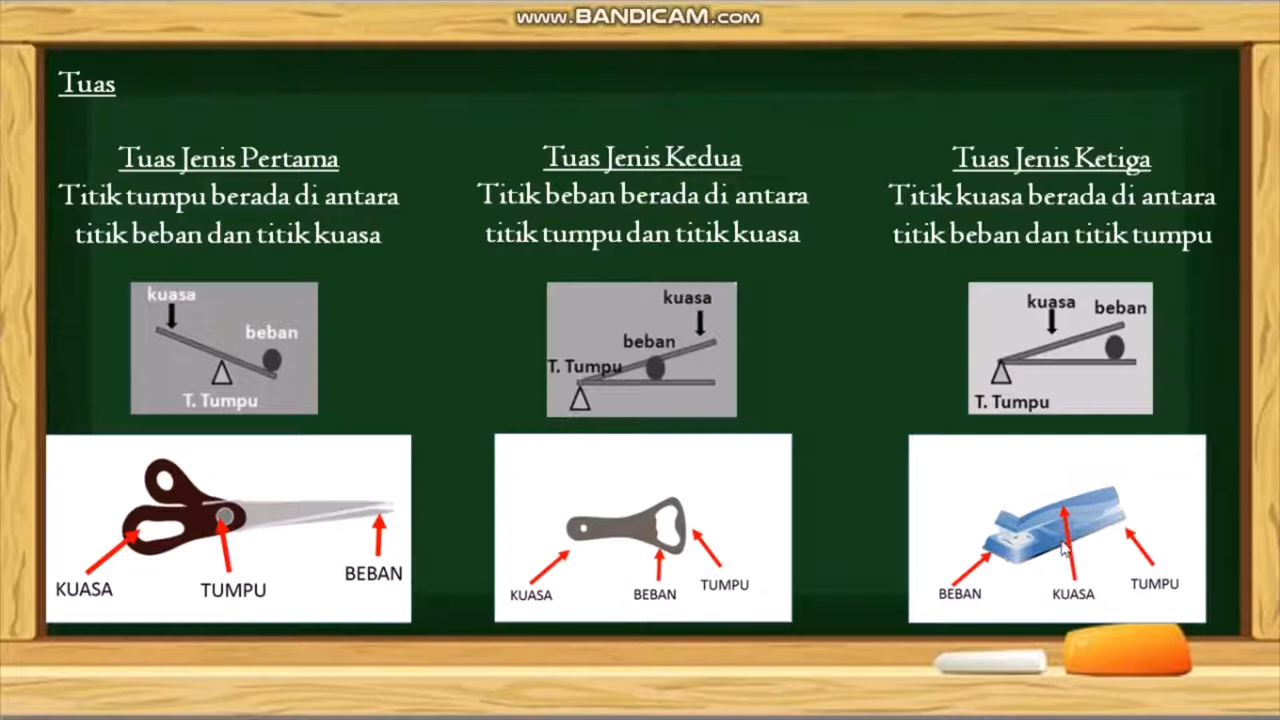 WWW.BANDICAM.COM
Tuas
Tuas Jenis Pertama
Titik tumpu berada di antara
titik beban dan titik kuasa
kuasa
beban
T. Tumpu
KUASA
TUMPU
BEBAN
Tuas Jenis Kedua
Titik beban berada di antara
titik tumpu dan titik kuasa
kuasa
beban
T. Tumpu
KUASA
BEBAN
TUMPU
Tuas Jenis Ketiga
Titik kuasa berada di antara
titik beban dan titik tumpu
kuasa
beban
T. Tumpu
BEBAN
KUASA
TUMPU